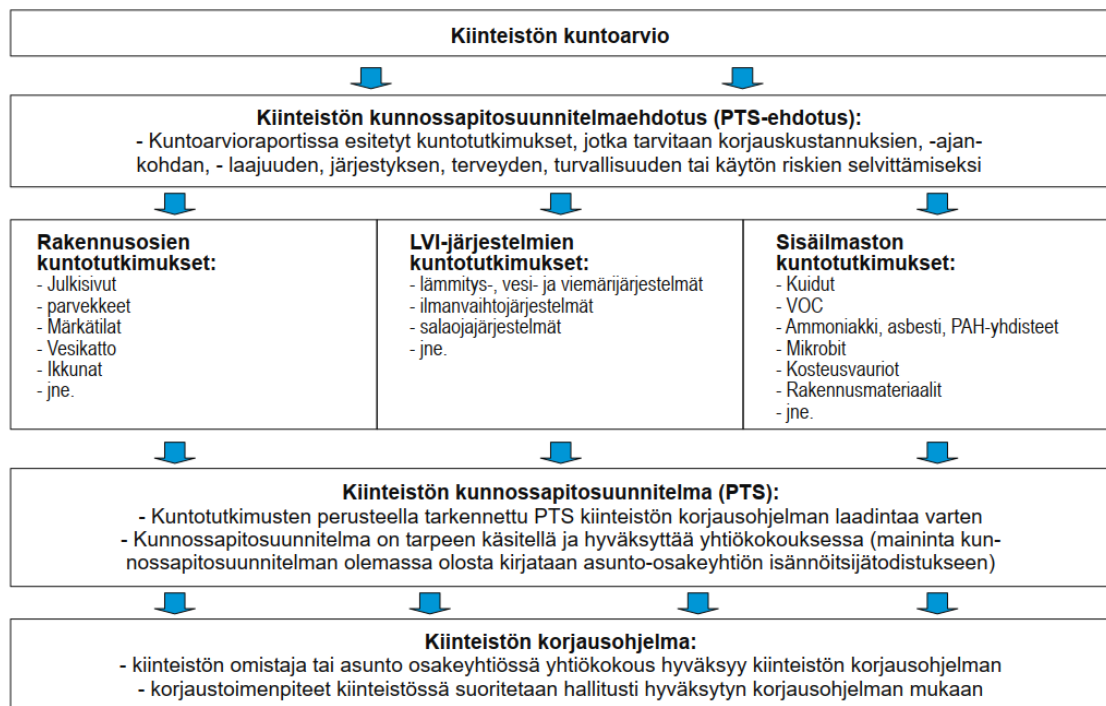 Kiinteistön kuntoarvio
Kiinteistön kunnossapitosuunnitelmaehdotus (PTS-ehdotus):
- Kuntoarvioraportissa esitetyt kuntotutkimukset, jotka tarvitaan korjauskustannuksien, -ajan-
kohdan, - laajuuden, järjestyksen, terveyden, turvallisuuden tai käytön riskien selvittämiseksi
Rakennusosien
kuntotutkimukset:
- Julkisivut
- parvekkeet
- Märkätilat
- Vesikatto
- Ikkunat
- jne.
LVI-järjestelmien
kuntotutkimukset:
- lämmitys-, vesi- ja viemärijärjestelmät
- ilmanvaihtojärjestelmät
- salaojajärjestelmät
- jne.
Sisäilmaston
kuntotutkimukset:
- Kuidut
- VOC
- Ammoniakki, asbesti, PAH-yhdisteet
- Mikrobit
- Kosteusvauriot
- Rakennusmateriaalit
- jne.
Kiinteistön kunnossapitosuunnitelma (PTS):
- Kuntotutkimusten perusteella tarkennettu PTS kiinteistön korjausohjelman laadintaa varten
- Kunnossapitosuunnitelma on tarpeen käsitellä ja hyväksyttää yhtiökokouksessa (maininta kun-
nossapitosuunnitelman olemassa olosta kirjataan asunto-osakeyhtiön isännöitsijätodistukseen)
Kiinteistön korjausohjelma:
- kiinteistön omistaja tai asunto osakeyhtiössä yhtiökokous hyväksyy kiinteistön korjausohjelman
- korjaustoimenpiteet kiinteistössä suoritetaan hallitusti hyväksytyn korjausohjelman mukaan